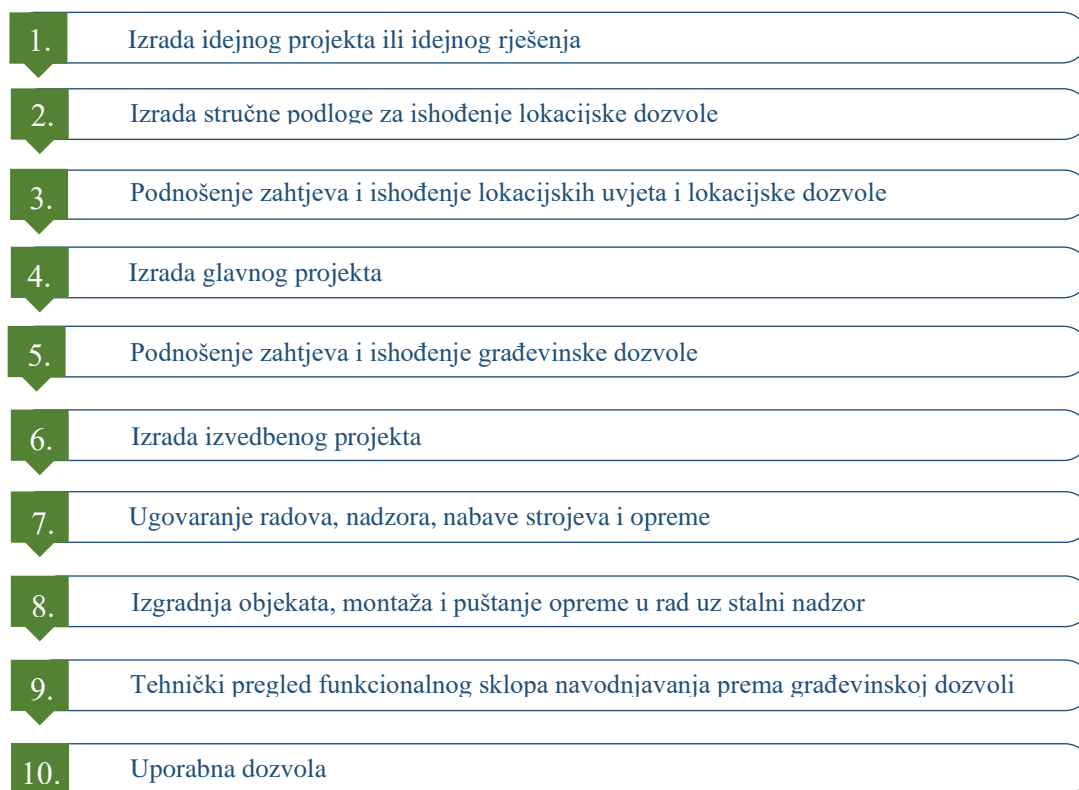 1. Izrada idejnog projekta ili idejnog rješenja
2. Izrada stručne podloge za ishođenje lokacijske dozvole
3. Podnošenje zahtjeva i ishođenje lokacijskih uvjeta i lokacijske dozvole
4. Izrada glavnog projekta
5. Podnošenje zahtjeva i ishođenje građevinske dozvole
6. Izrada izvedbenog projekta
7. Ugovaranje radova, nadzora, nabave strojeva i opreme
8. Izgradnja objekata, montaža i puštanje opreme u rad uz stalni nadzor
9. Tehnički pregled funkcionalnog sklopa navodnjavanja prema građevinskoj dozvoli
10. Uporabna dozvola